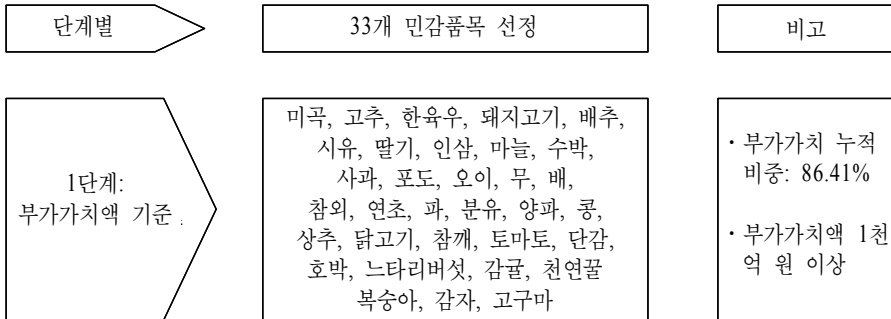 단계별
33개 민감품목 선정
비고
1단계:
부가가치액 기준
미곡, 고추, 한육우, 돼지고기, 배추,
시유, 딸기, 인삼, 마늘, 수박,
사과, 포도, 오이, 무, 배,
참외, 연초, 파, 분유, 양파, 콩,
상추, 닭고기, 참깨, 토마토, 단감,
호박, 느타리버섯, 감귤, 천연꿀
복숭아, 감자, 고구마
· 부가가치 누적
비중: 86.41%
· 부가가치액 1천
억 원 이상